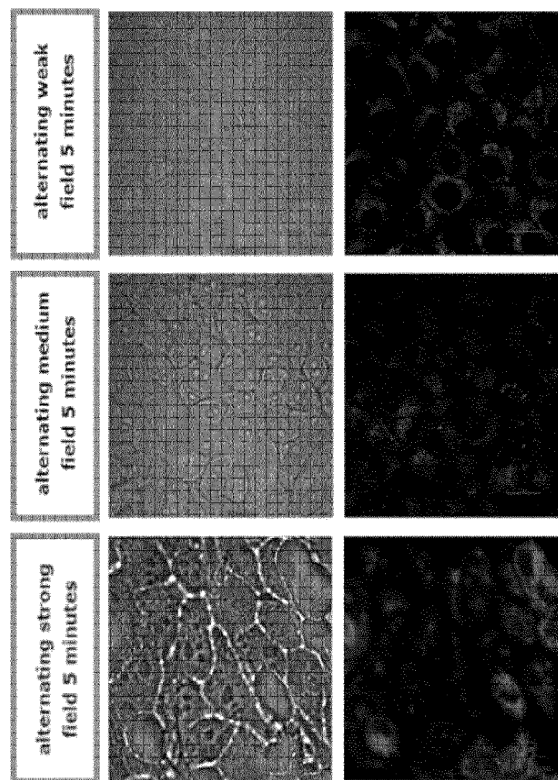 alternating weak
field 5 minutes
alternating medium
field 5 minutes
alternating strong
field 5 minutes